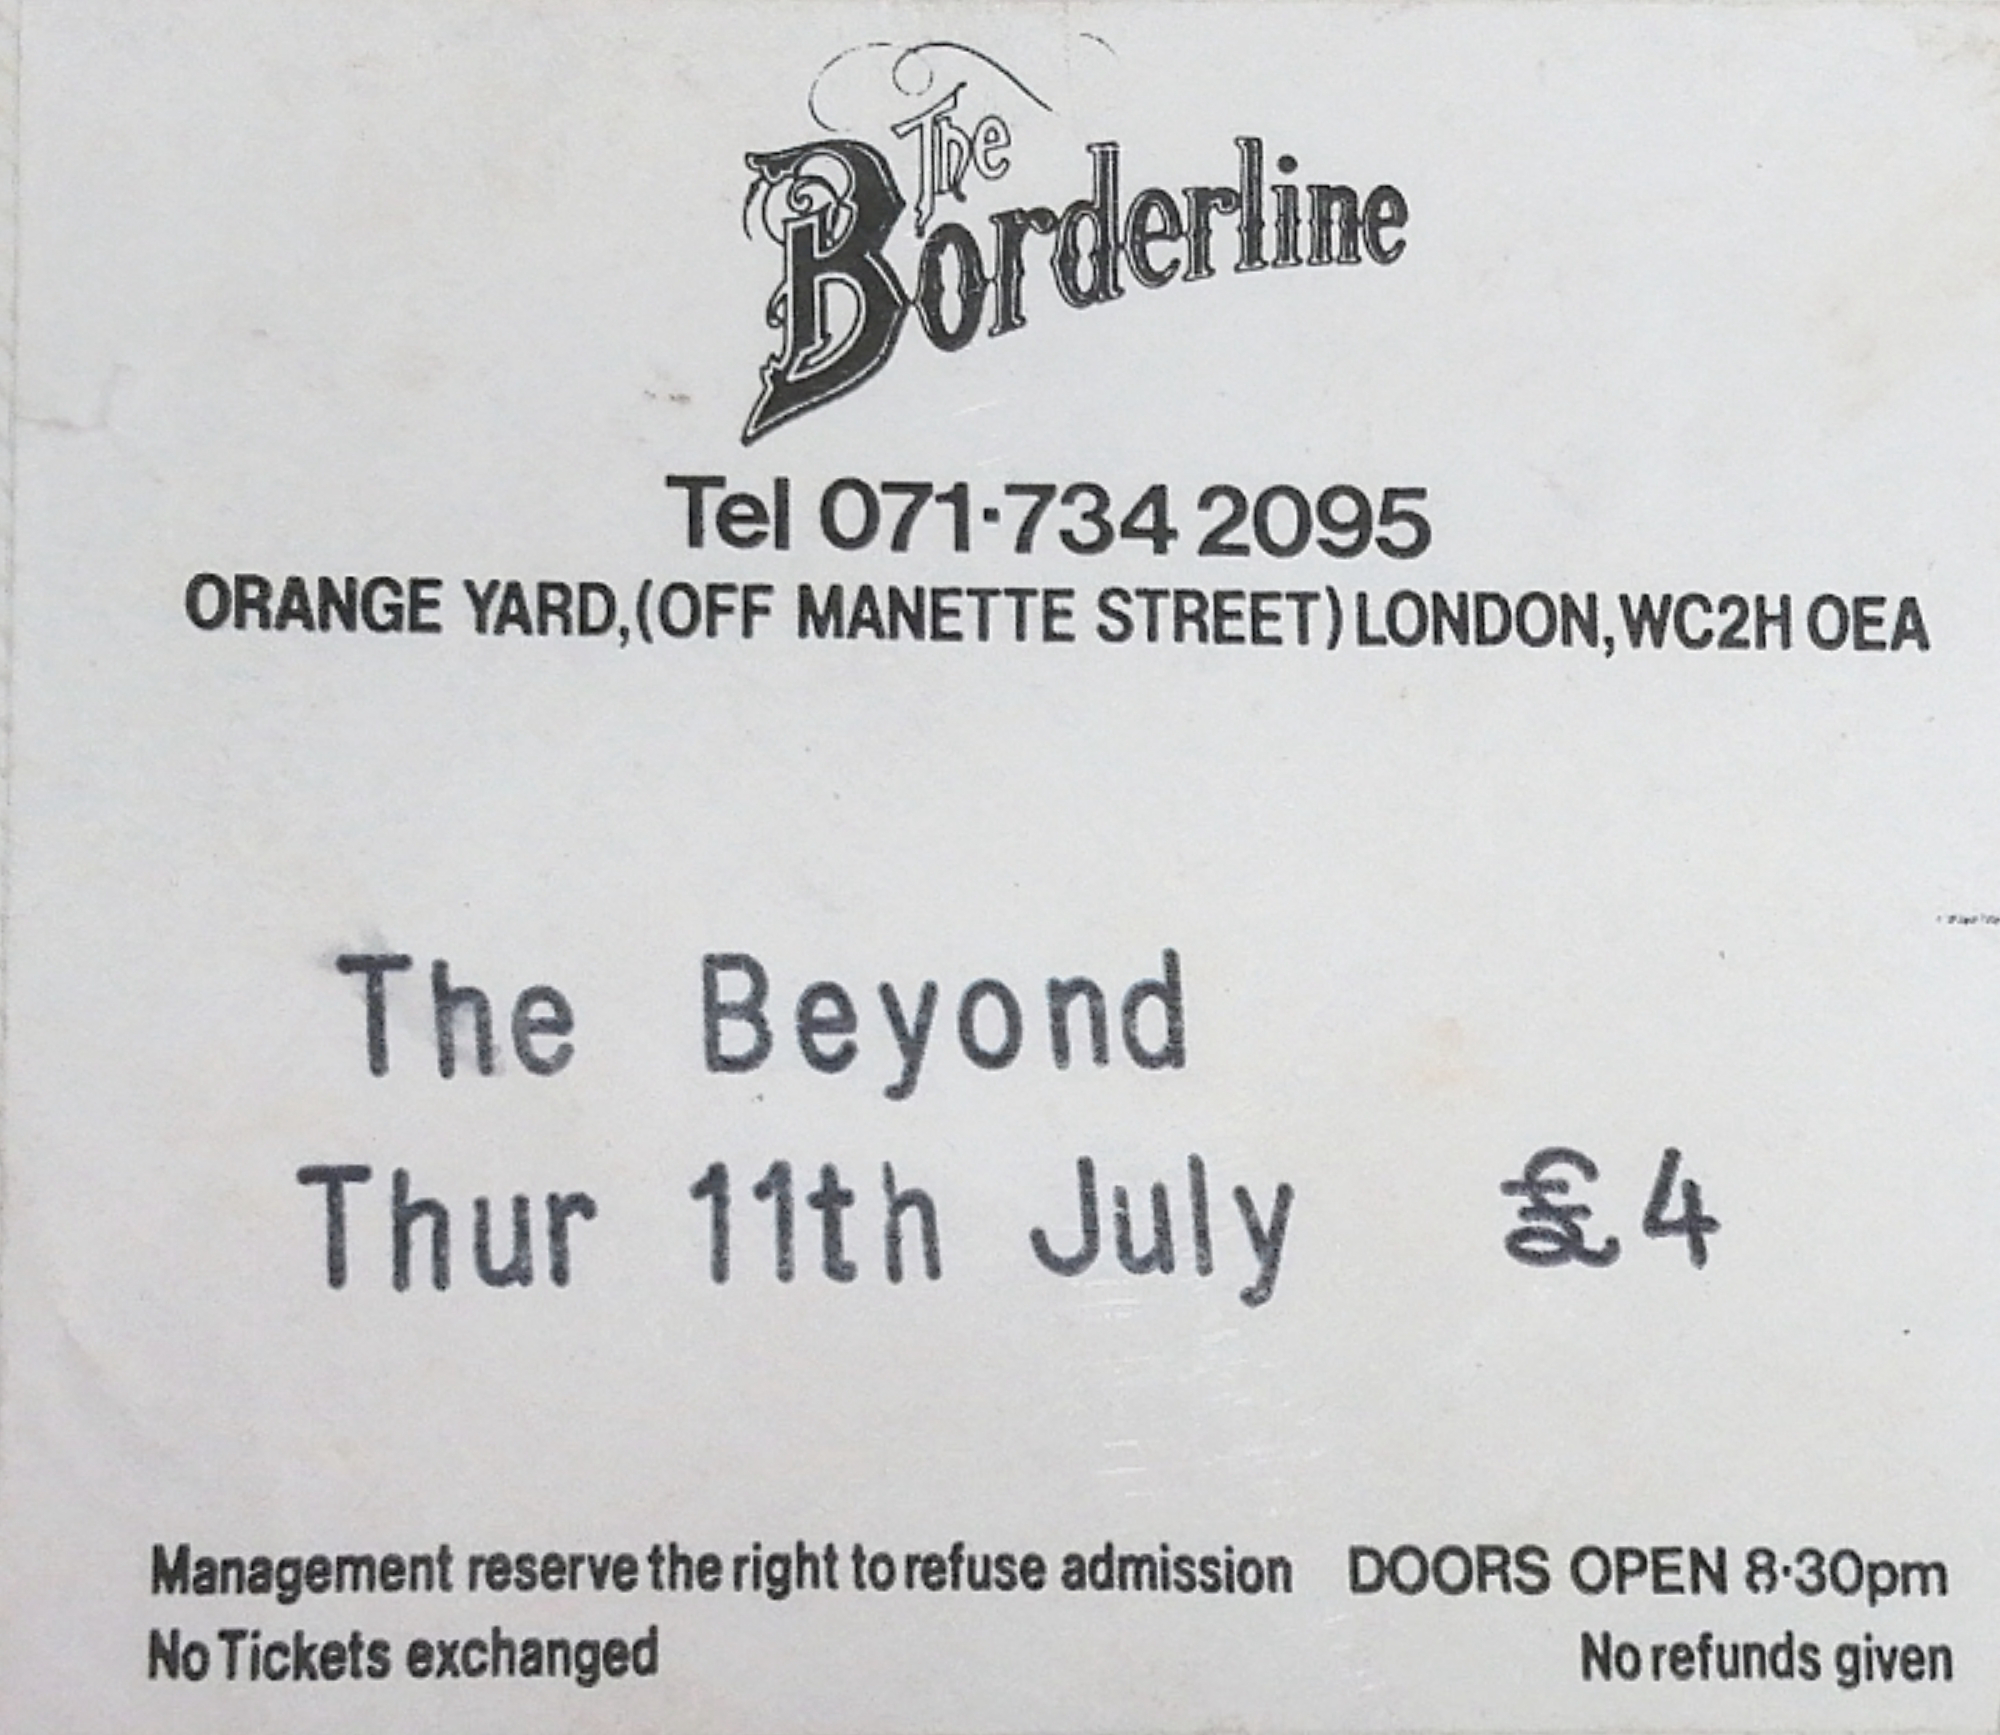 The
Borderline
Tel 071·734 2095
ORANGE YARD,(OFF MANETTE STREET) LONDON,WC2H OEA
The Beyond
Thur 11th July £4
Management reserve the right to refuse admission DOORS OPEN 8·30pm
No Tickets exchanged No refunds given